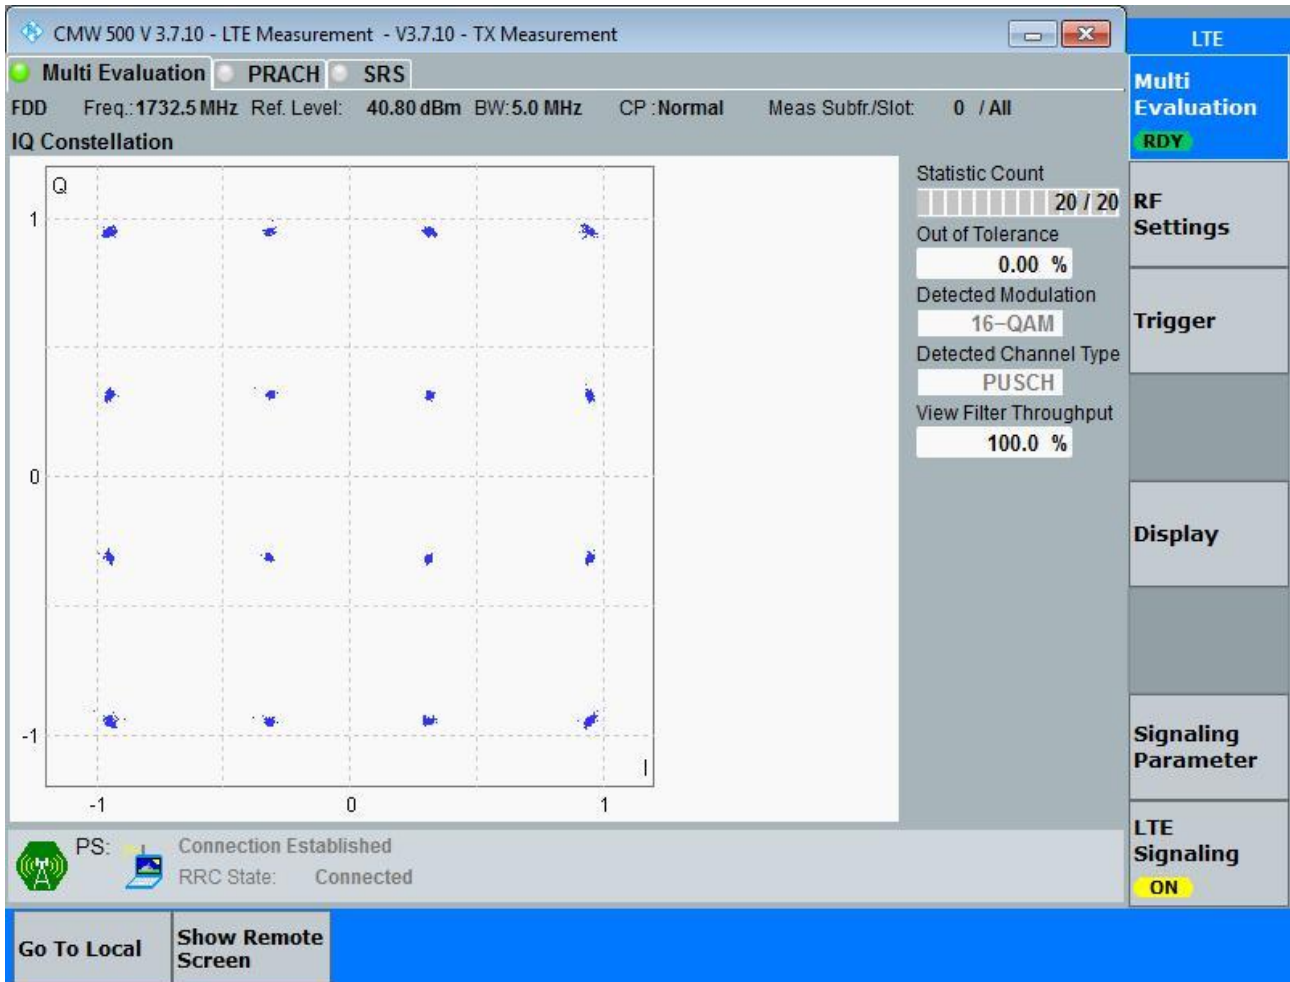 CMW 500 V 3.7.10 - LTE Measurement - V3.7.10 - TX Measurement
LTE
Multi Evaluation PRACH SRS
FDD Freq.: 1732.5 MHz Ref. Level: 40.80 dBm BW: 5.0 MHz CP : Normal Meas Subfr./Slot: 0 / All
IQ Constellation
Q
1
0
-1
I
-1 0 1
Statistic Count
20 / 20
Out of Tolerance
0.00 %
Detected Modulation
16-QAM
Detected Channel Type
PUSCH
View Filter Throughput
100.0 %
Multi
Evaluation
RDY
RF
Settings
Trigger
Display
Signaling
Parameter
LTE
Signaling
ON
PS: Connection Established
RRC State: Connected
Go To Local
Show Remote
Screen